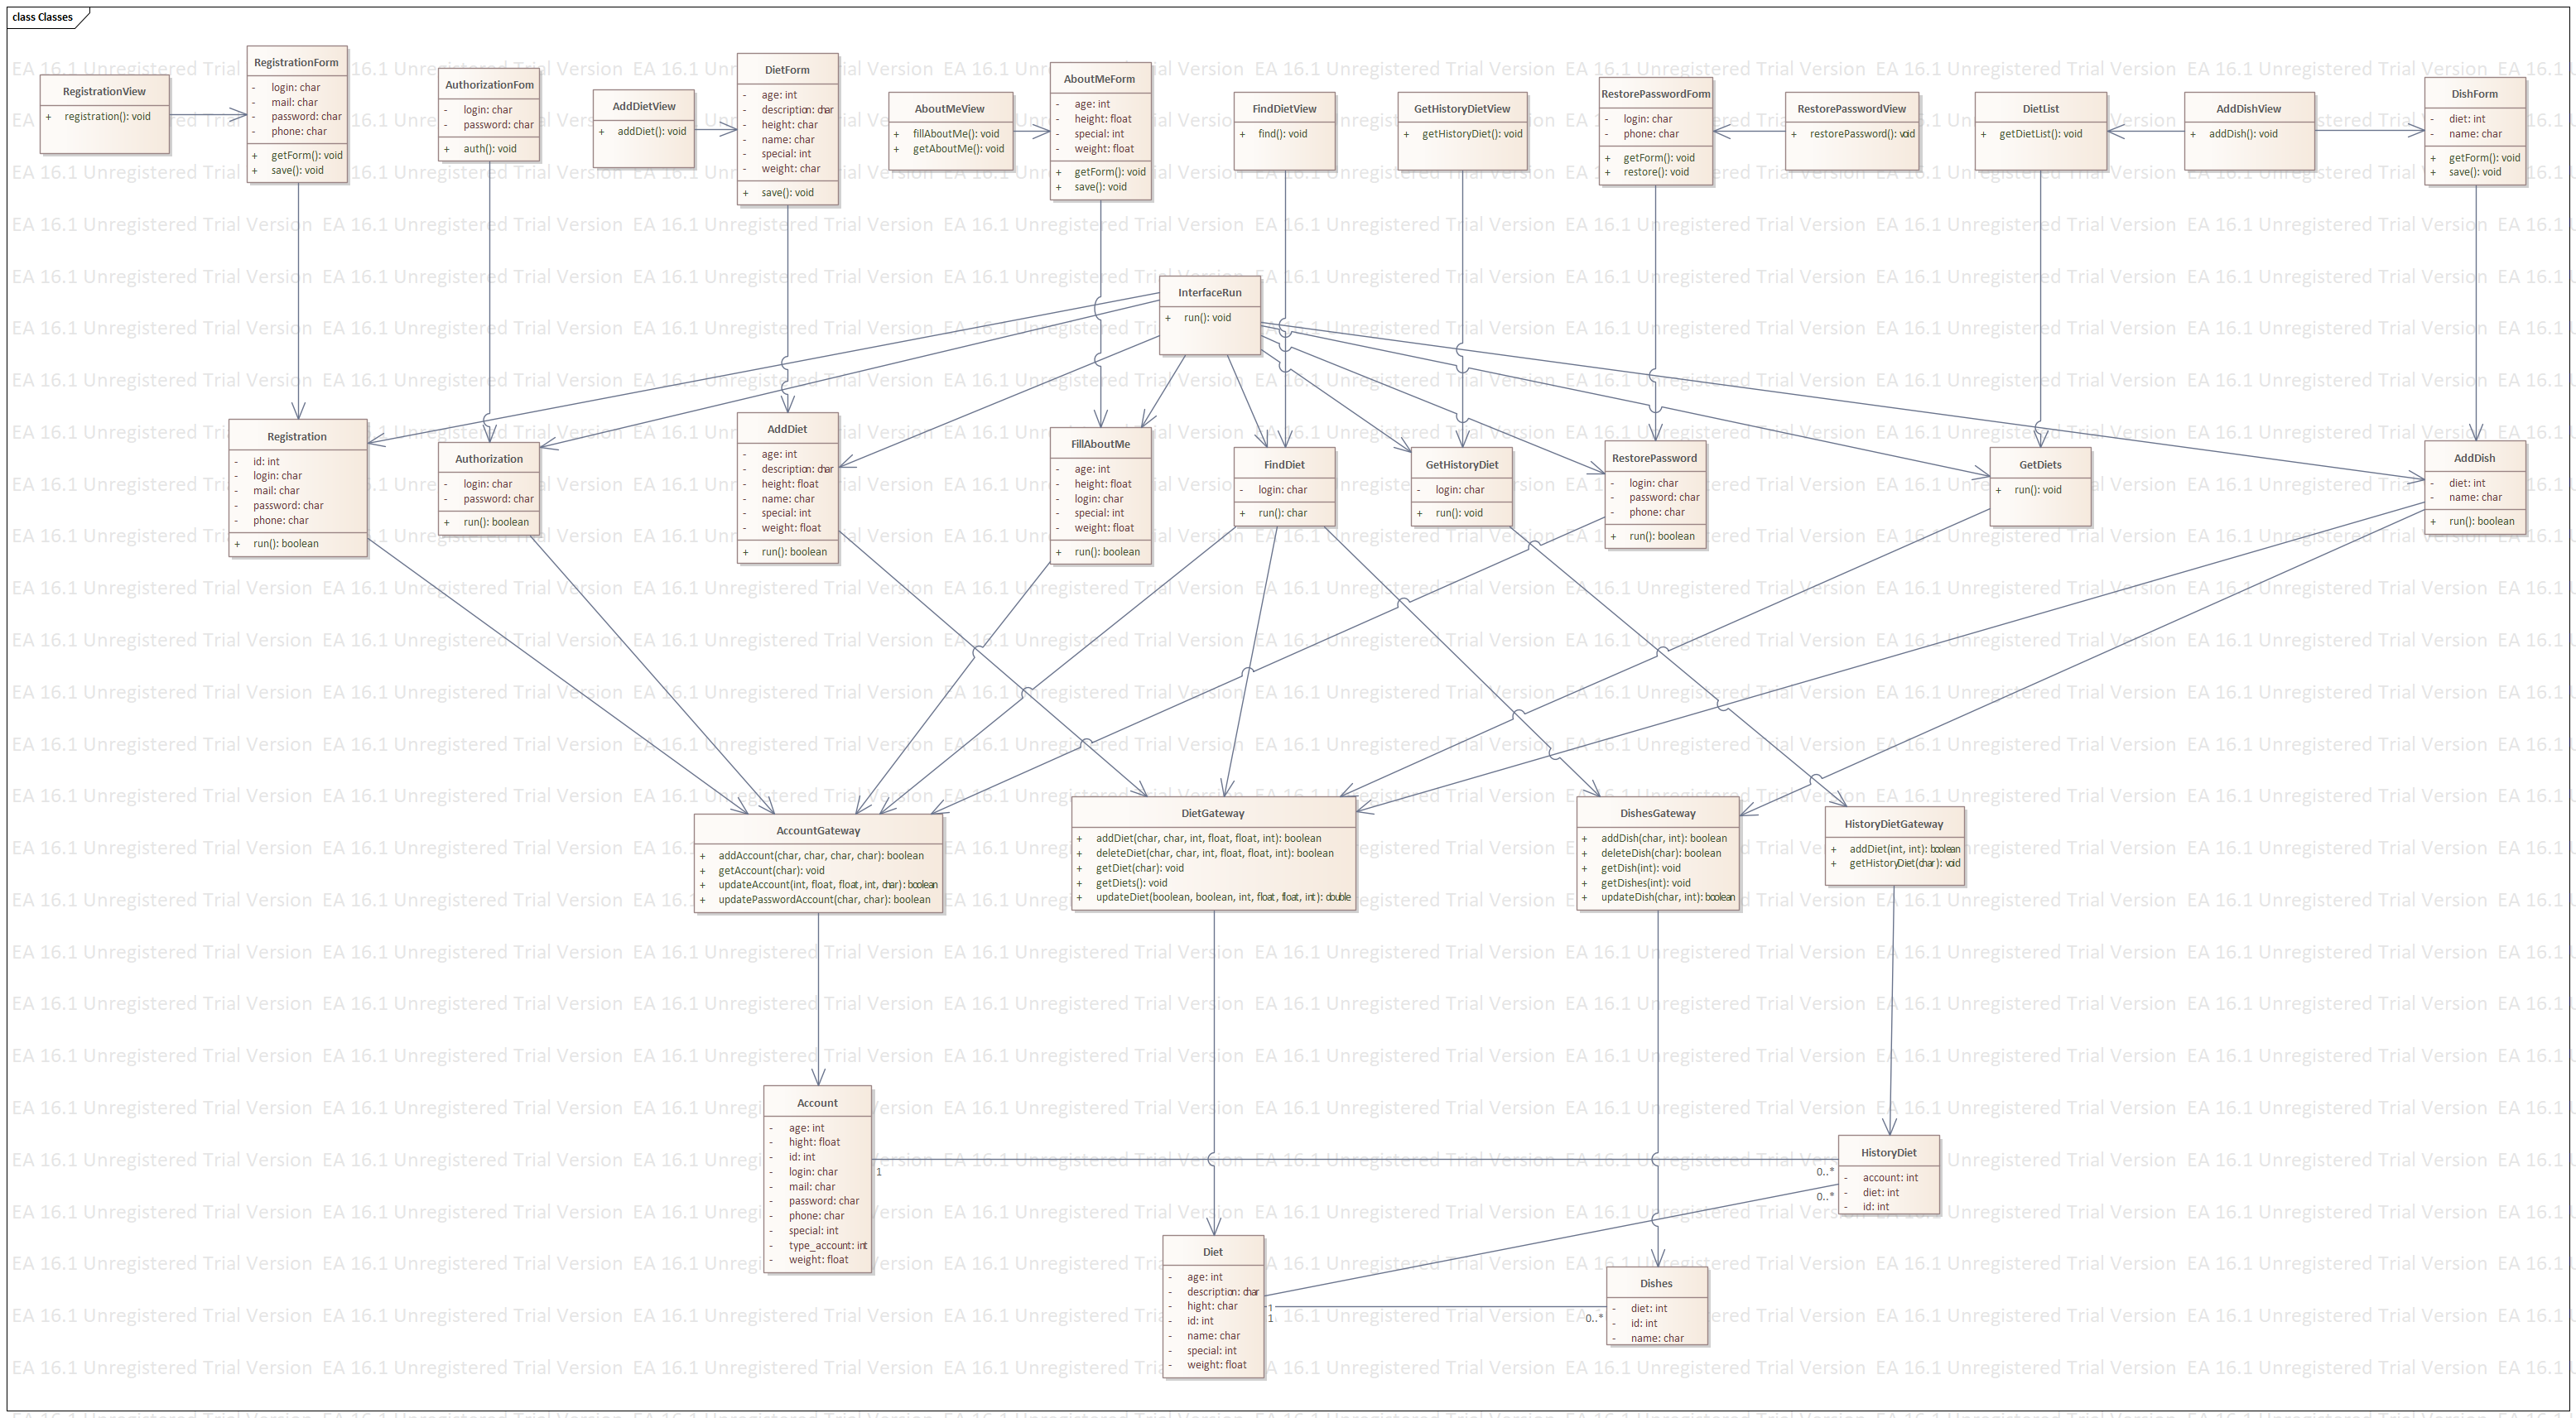 class Classes
RegistrationView
+ registration(): void
RegistrationForm
- login: char
- mail: char
- password: char
- phone: char
+ getForm(): void
+ save(): void
AuthorizationFom
- login: char
- password: char
+ auth(): void
AddDietView
+ addDiet(): void
DietForm
- age: int
- description: char
- height: char
- name: char
- special: int
- weight: char
+ save(): void
AboutMeView
+ fillAboutMe(): void
+ getAboutMe(): void
AboutMeForm
- age: int
- height: float
- special: int
- weight: float
+ getForm(): void
+ save(): void
FindDietView
+ find(): void
GetHistoryDietView
+ getHistoryDiet(): void
RestorePasswordForm
- login: char
- phone: char
+ getForm(): void
+ restore(): void
RestorePasswordView
+ restorePassword(): void
DietList
+ getDietList(): void
AddDishView
+ addDish(): void
DishForm
- diet: int
- name: char
+ getForm(): void
+ save(): void
InterfaceRun
+ run(): void
Registration
- id: int
- login: char
- mail: char
- password: char
- phone: char
+ run(): boolean
Authorization
- login: char
- password: char
+ run(): boolean
AddDiet
- age: int
- description: char
- height: float
- name: char
- special: int
- weight: float
+ run(): boolean
FillAboutMe
- age: int
- height: float
- login: char
- special: int
- weight: float
+ run(): boolean
FindDiet
- login: char
+ run(): char
GetHistoryDiet
- login: char
+ run(): void
RestorePassword
- login: char
- password: char
- phone: char
+ run(): boolean
GetDiets
+ run(): void
AddDish
- diet: int
- name: char
+ run(): boolean
AccountGateway
+ addAccount(char, char, char, char): boolean
+ getAccount(char): void
+ updateAccount(int, float, float, int, char): boolean
+ updatePasswordAccount(char, char): boolean
DietGateway
+ addDiet(char, char, int, float, float, int): boolean
+ deleteDiet(char, char, int, float, float, int): boolean
+ getDiet(char): void
+ getDiets(): void
+ updateDiet(boolean, boolean, int, float, float, int): double
DishesGateway
+ addDish(char, int): boolean
+ deleteDish(char): boolean
+ getDish(int): void
+ getDishes(int): void
+ updateDish(char, int): boolean
HistoryDietGateway
+ addDiet(int, int): boolean
+ getHistoryDiet(char): void
Account
- age: int
- hight: float
- id: int
- login: char
- mail: char
- password: char
- phone: char
- special: int
- type_account: int
- weight: float
1
0..*
0..*
HistoryDiet
- account: int
- diet: int
- id: int
Diet
- age: int
- description: char
- hight: char
- id: int
- name: char
- special: int
- weight: float
1
1
0..*
Dishes
- diet: int
- id: int
- name: char
EA 16.1 Unregistered Trial Version